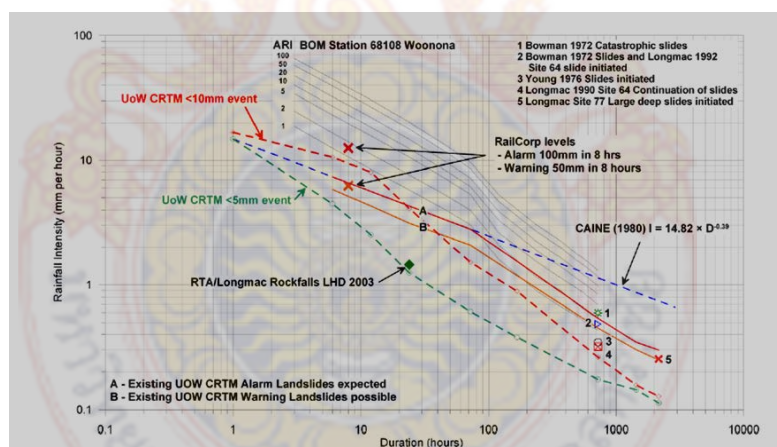 ARI BOM Station 68108 Woonona
100
50
20
10
5
2
1
1 Bowman 1972 Catastrophic slides
2 Bowman 1972 Slides and Longmac 1992
Site 64 slide initiated
3 Young 1976 Slides initiated
4 Longmac 1990 Site 64 Continuation of slides
5 Longmac Site 77 Large deep slides initiated
UoW CRTM <10mm event
RailCorp levels
- Alarm 100mm in 8 hrs
- Warning 50mm in 8 hours
UoW CRTM <5mm event
A
B
CAINE (1980) I = 14.82 × D-0.39
RTA/Longmac Rockfalls LHD 2003
1
2
3
4
5
A - Existing UOW CRTM Alarm Landslides expected
B - Existing UOW CRTM Warning Landslides possible
Rainfall Intensity (mm per hour)
100
10
1
0.1
0.1
1
10
100
1000
10000
Duration (hours)